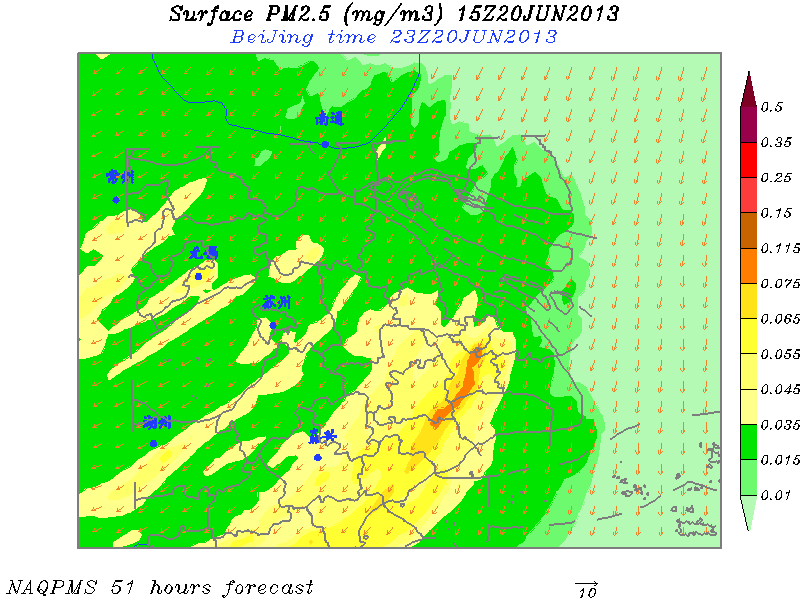 Surface PM2.5 (mg/m3) 15Z20JUN2013
BeiJing time 23Z20JUN2013
南通
常州
无锡
苏州
湖州
嘉兴
0.5
0.35
0.25
0.15
0.115
0.075
0.065
0.055
0.045
0.035
0.015
0.01
NAQPMS 51 hours forecast
10